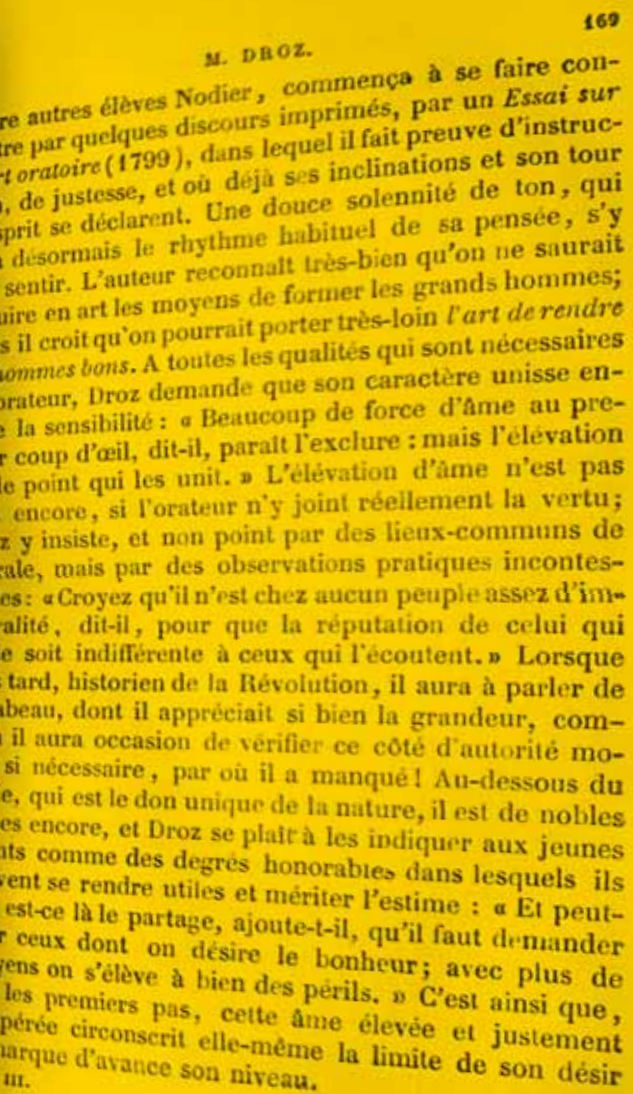 169
M. DROZ.
re autres élèves Nodier, commença à se faire con-
tre par quelques discours imprimés, par un Essai sur
t oratoire (1799), dans lequel il fait preuve d'instruc-
, de justesse, et où déjà ses inclinations et son tour
sprit se déclarent. Une douce solennité de ton, qui
désormais le rhythme habituel de sa pensée, s'y
sentir. L'auteur reconnaît très-bien qu'on ne saurait
uire en art les moyens de former les grands hommes;
s il croit qu'on pourrait porter très-loin l'art de rendre
hommes bons. A toutes les qualités qui sont nécessaires
orateur, Droz demande que son caractère unisse en-
e la sensibilité : « Beaucoup de force d'âme au pre-
r coup d'œil, dit-il, paraît l'exclure : mais l'élévation
le point qui les unit. » L'élévation d'âme n'est pas
encore, si l'orateur n'y joint réellement la vertu;
z y insiste, et non point par des lieux-communs de
rale, mais par des observations pratiques incontes-
es : « Croyez qu'il n'est chez aucun peuple assez d'im-
ralité, dit-il, pour que la réputation de celui qui
e soit indifférente à ceux qui l'écoutent. » Lorsque
s tard, historien de la Révolution, il aura à parler de
abeau, dont il appréciait si bien la grandeur, com-
il aura occasion de vérifier ce côté d'autorité mo-
si nécessaire, par où il a manqué! Au-dessous du
e, qui est le don unique de la nature, il est de nobles
es encore, et Droz se plaît à les indiquer aux jeunes
nts comme des degrés honorables dans lesquels ils
vent se rendre utiles et mériter l'estime : « Et peut-
est-ce là le partage, ajoute-t-il, qu'il faut demander
r ceux dont on désire le bonheur; avec plus de
yens on s'élève à bien des périls. » C'est ainsi que,
les premiers pas, cette âme élevée et justement
pérée circonscrit elle-même la limite de son désir
marque d'avance son niveau.
III.